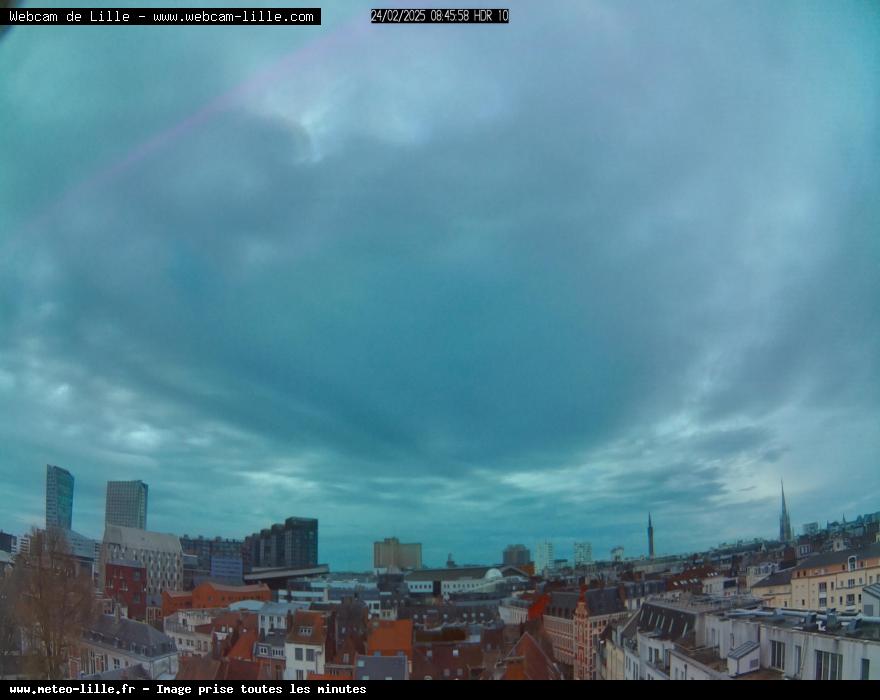 Webcam de Lille - www.webcam-lille.com
24/02/2025 08:45:58 HDR 10
www.meteo-lille.fr - Image prise toutes les minutes